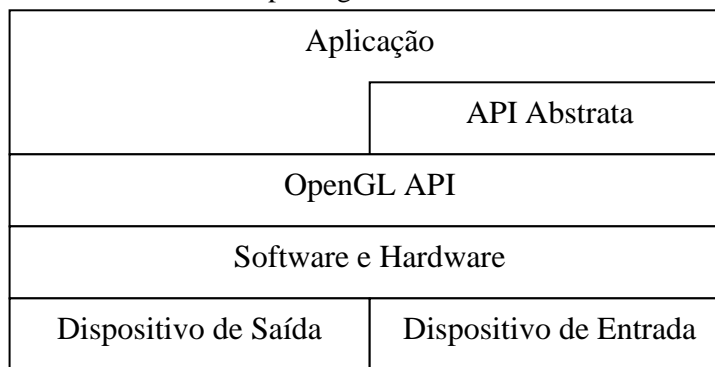 Aplicação
API Abstrata
OpenGL API
Software e Hardware
Dispositivo de Saída
Dispositivo de Entrada